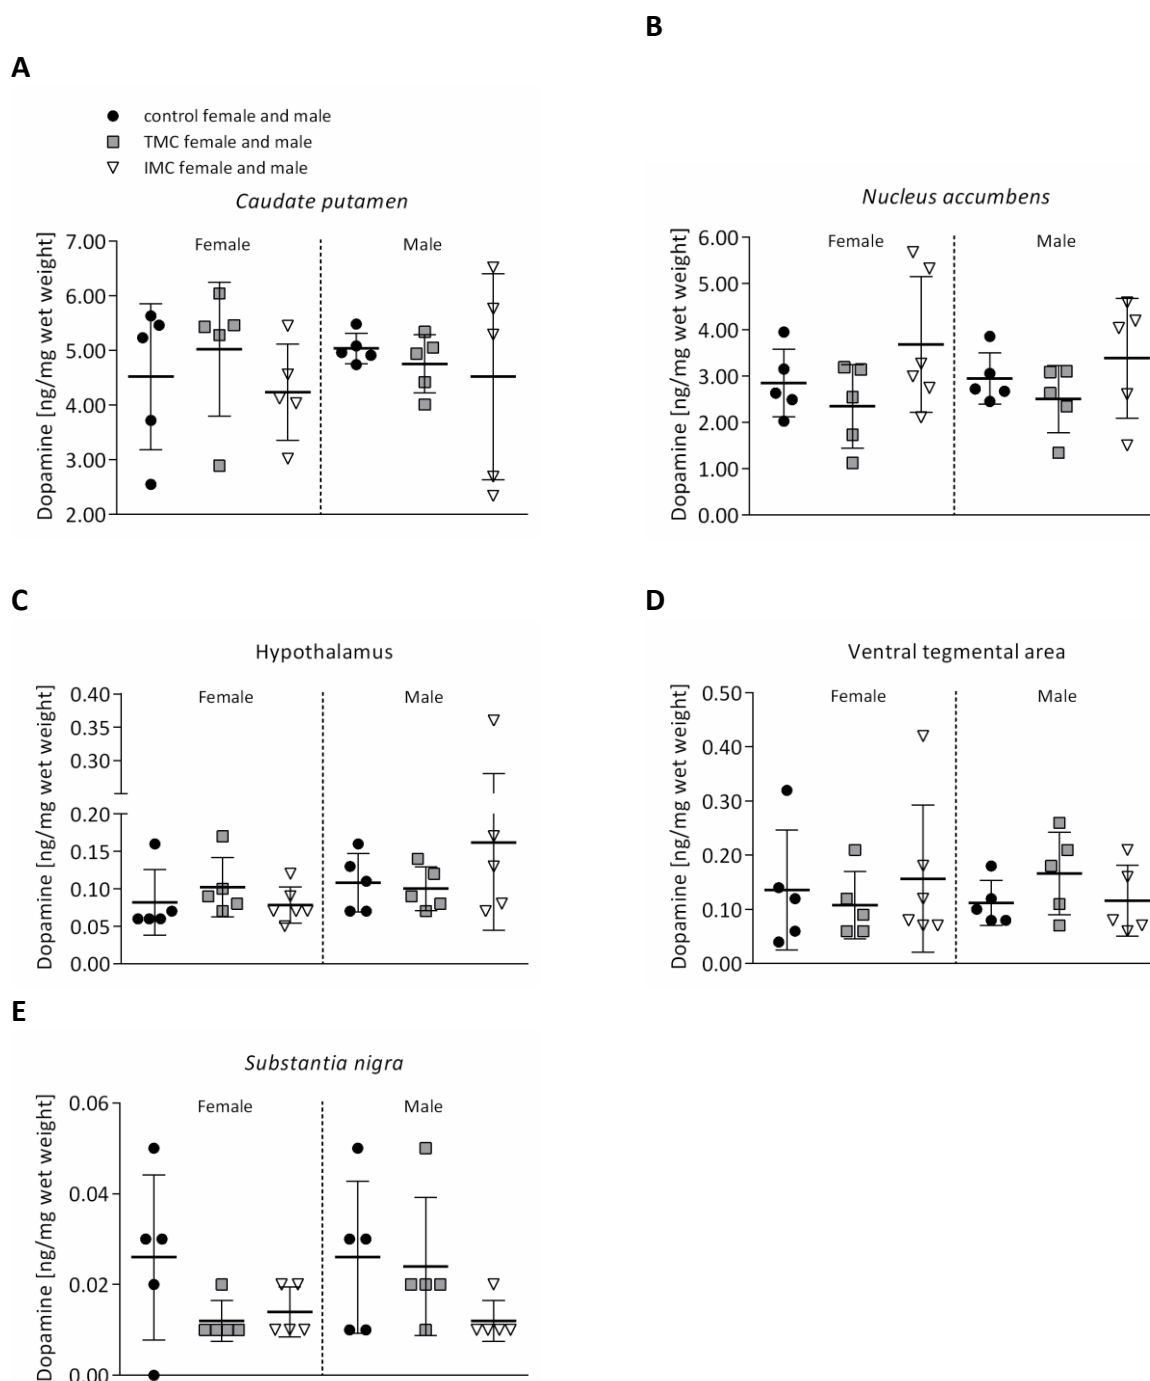 B
A
control female and male
TMC female and male
IMC female and male
Caudate putamen
Dopamine [ng/mg wet weight]
7.00
6.00
5.00
4.00
3.00
2.00
Female
Male
Nucleus accumbens
Dopamine [ng/mg wet weight]
6.00
5.00
4.00
3.00
2.00
1.00
0.00
Female
Male
C
Hypothalamus
Dopamine [ng/mg wet weight]
0.40
0.35
0.30
0.20
0.15
0.10
0.05
0.00
Female
Male
D
Ventral tegmental area
Dopamine [ng/mg wet weight]
0.50
0.40
0.30
0.20
0.10
0.00
Female
Male
E
Substantia nigra
Dopamine [ng/mg wet weight]
0.06
0.04
0.02
0.00
Female
Male